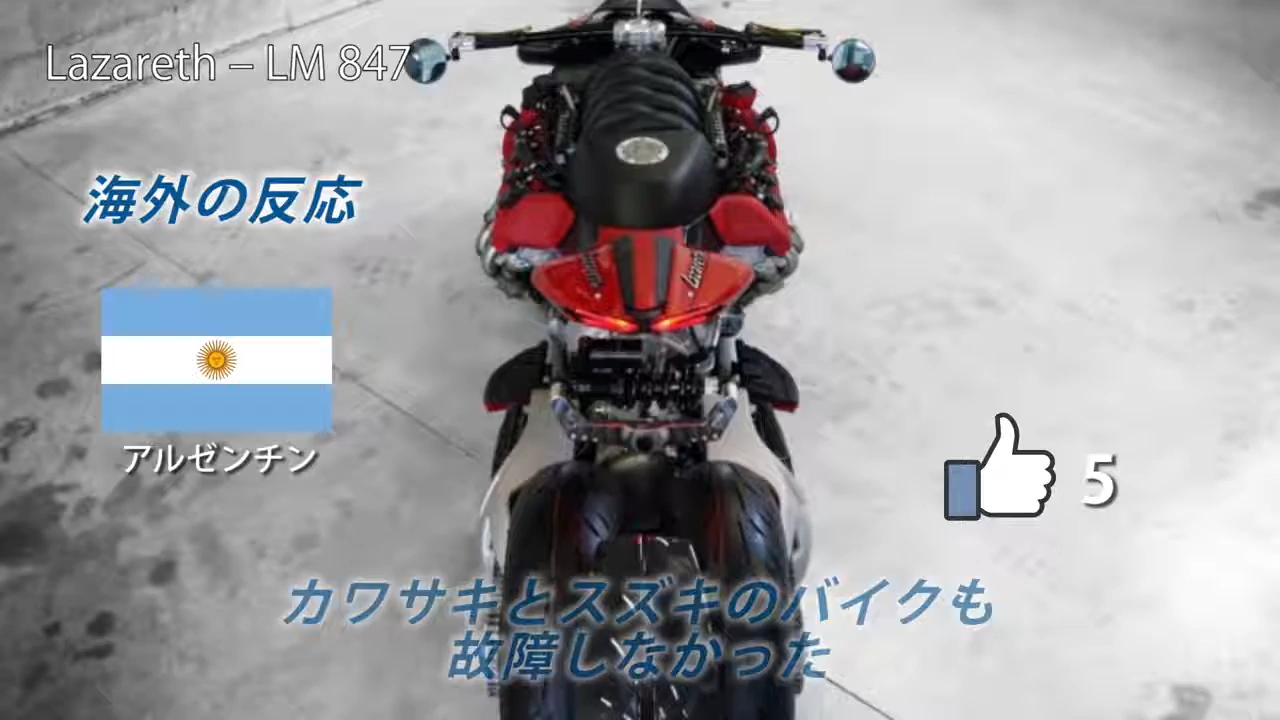 Lazareth – LM 847
海外の反応
Lazareth
アルゼンチン
5
カワサキとスズキのバイクも
故障しなかった